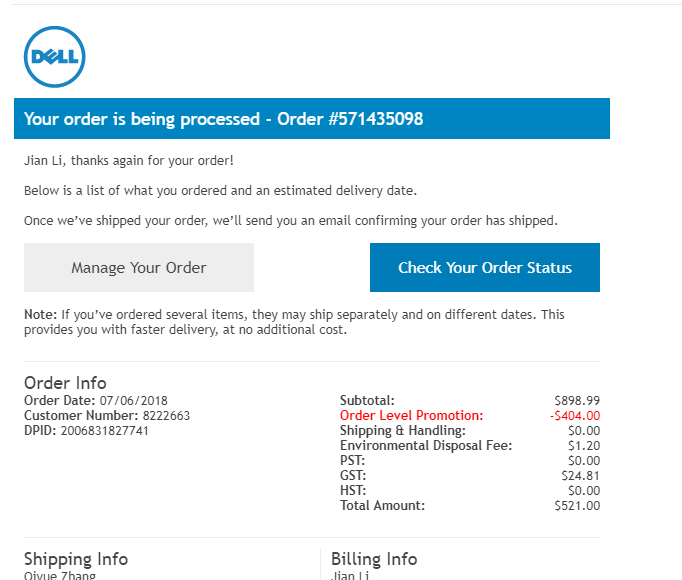 DELL
Your order is being processed - Order #571435098
Jian Li, thanks again for your order!
Below is a list of what you ordered and an estimated delivery date.
Once we've shipped your order, we'll send you an email confirming your order has shipped.
Manage Your Order
Check Your Order Status
Note: If you've ordered several items, they may ship separately and on different dates. This
provides you with faster delivery, at no additional cost.
Order Info
Order Date: 07/06/2018
Customer Number: 8222663
DPID: 2006831827741
Subtotal: $898.99
Order Level Promotion: -$404.00
Shipping & Handling: $0.00
Environmental Disposal Fee: $1.20
PST: $0.00
GST: $24.81
HST: $0.00
Total Amount: $521.00
Shipping Info
Qiyue Zhang
Billing Info
Jian Li